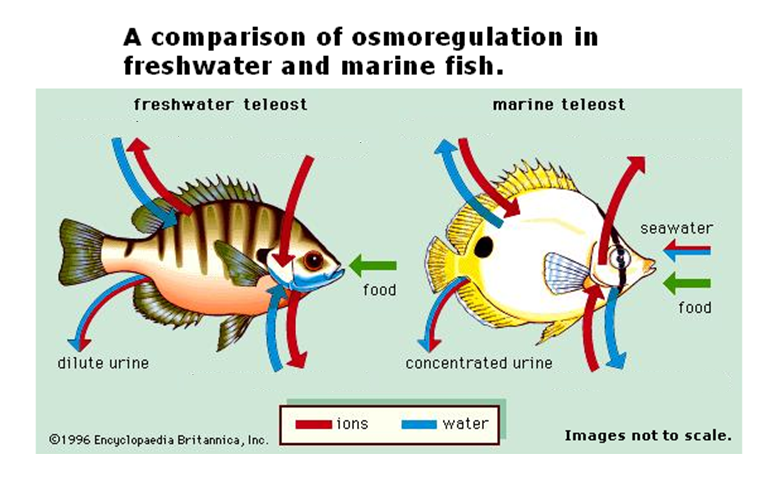 A comparison of osmoregulation in
freshwater and marine fish.
freshwater teleost
marine teleost
seawater
food
food
dilute urine
concentrated urine
ions
water
©1996 Encyclopaedia Britannica, Inc.
Images not to scale.